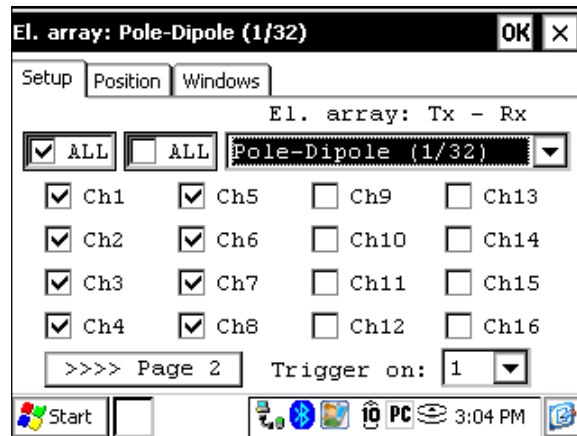 El. array: Pole-Dipole (1/32) OK ×
Setup Position Windows
El. array: Tx - Rx
ALL ALL Pole-Dipole (1/32)
Ch1 Ch5 Ch9 Ch13
Ch2 Ch6 Ch10 Ch14
Ch3 Ch7 Ch11 Ch15
Ch4 Ch8 Ch12 Ch16
>>>> Page 2 Trigger on: 1
Start PC 3:04 PM